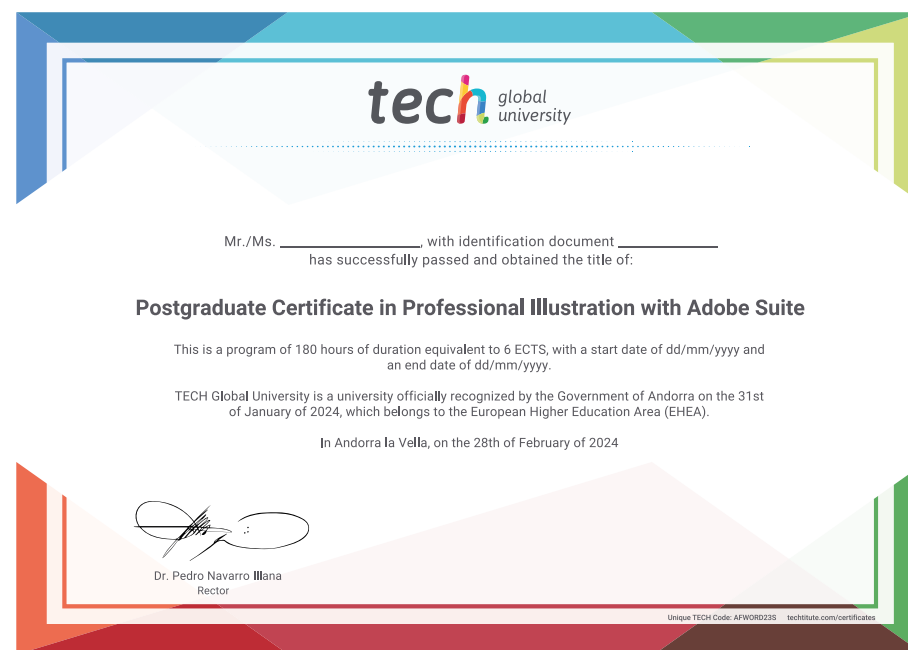 tech global
university
Mr./Ms. ____________, with identification document ____________
has successfully passed and obtained the title of:
Postgraduate Certificate in Professional Illustration with Adobe Suite
This is a program of 180 hours of duration equivalent to 6 ECTS, with a start date of dd/mm/yyyy and
an end date of dd/mm/yyyy.
TECH Global University is a university officially recognized by the Government of Andorra on the 31st
of January of 2024, which belongs to the European Higher Education Area (EHEA).
In Andorra la Vella, on the 28th of February of 2024
Dr. Pedro Navarro Illana
Rector
Unique TECH Code: AFWORD23S techtitute.com/certificates